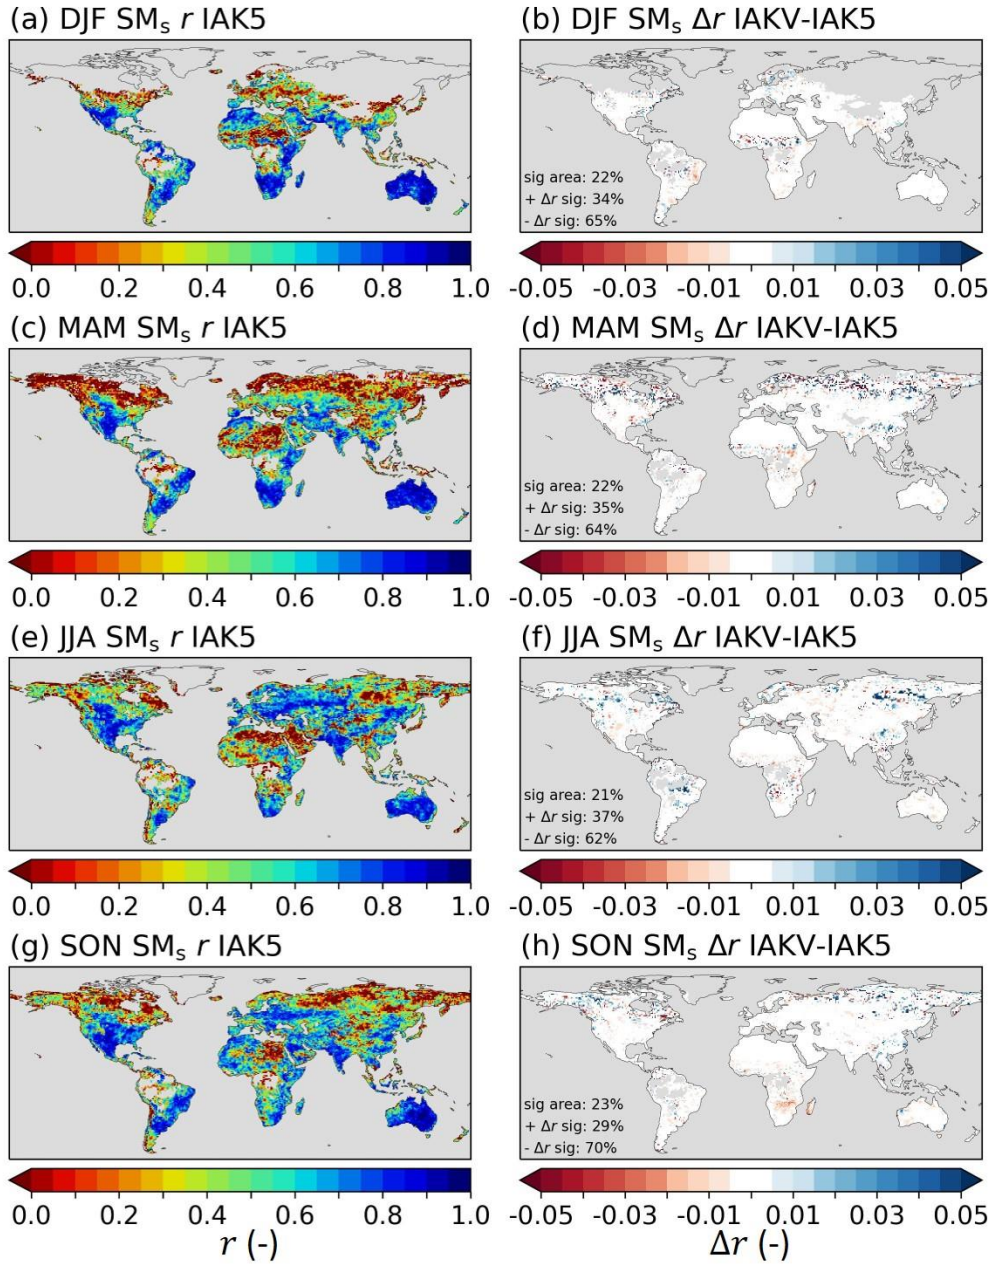 (a) DJF SMs r IAK5
(b) DJF SMs Δr IAKV-IAK5
sig area: 22%
+ Δr sig: 34%
- Δr sig: 65%
0.0 0.2 0.4 0.6 0.8 1.0
-0.05 -0.03 -0.01 0.01 0.03 0.05
(c) MAM SMs r IAK5
(d) MAM SMs Δr IAKV-IAK5
sig area: 22%
+ Δr sig: 35%
- Δr sig: 64%
0.0 0.2 0.4 0.6 0.8 1.0
-0.05 -0.03 -0.01 0.01 0.03 0.05
(e) JJA SMs r IAK5
(f) JJA SMs Δr IAKV-IAK5
sig area: 21%
+ Δr sig: 37%
- Δr sig: 62%
0.0 0.2 0.4 0.6 0.8 1.0
-0.05 -0.03 -0.01 0.01 0.03 0.05
(g) SON SMs r IAK5
(h) SON SMs Δr IAKV-IAK5
sig area: 23%
+ Δr sig: 29%
- Δr sig: 70%
0.0 0.2 0.4 0.6 0.8 1.0
-0.05 -0.03 -0.01 0.01 0.03 0.05
r (-)
Δr (-)